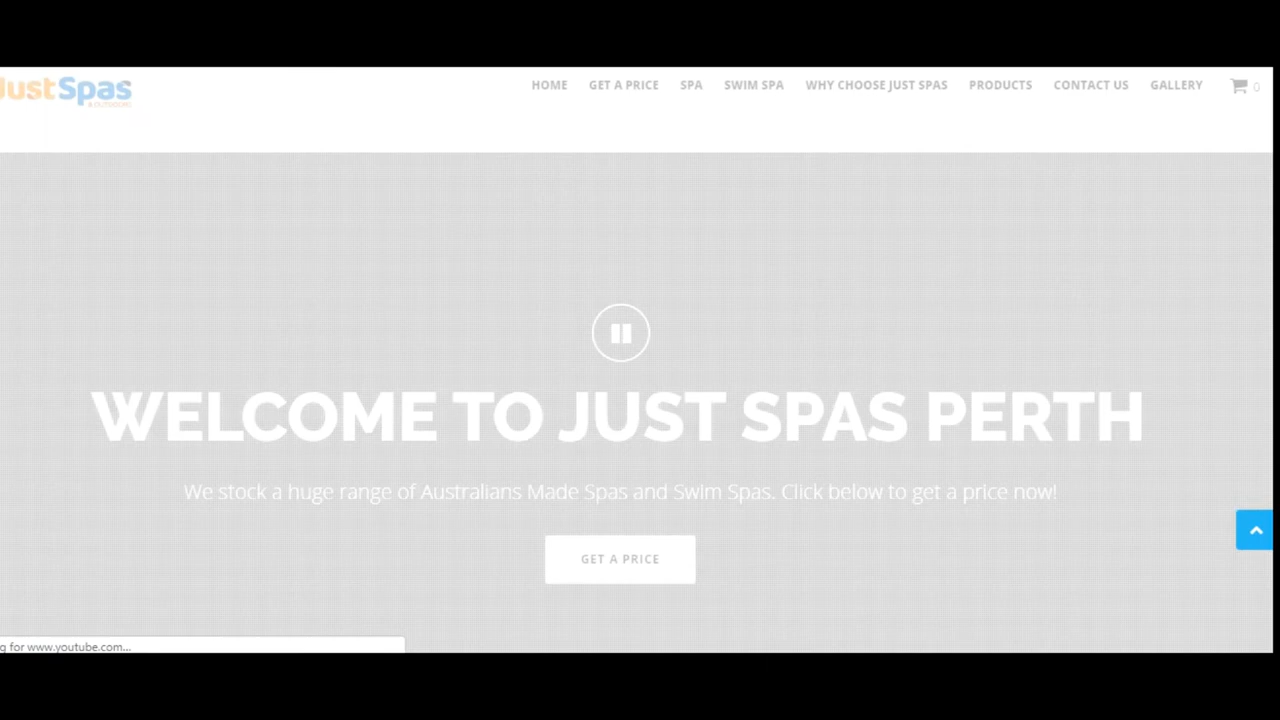 JustSpas
& OUTDOORS
HOME GET A PRICE SPA SWIM SPA WHY CHOOSE JUST SPAS PRODUCTS CONTACT US GALLERY 0
WELCOME TO JUST SPAS PERTH
We stock a huge range of Australians Made Spas and Swim Spas. Click below to get a price now!
GET A PRICE
g for www.youtube.com...